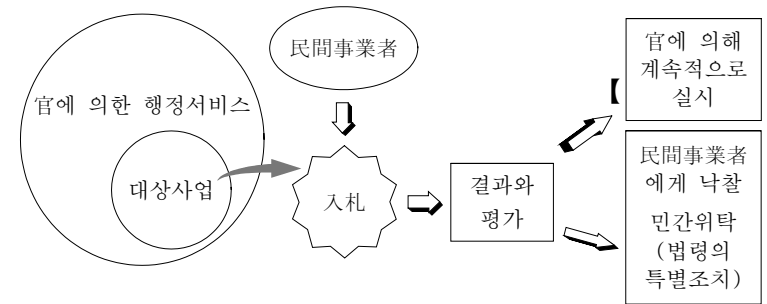 民間事業者
官에 의한 행정서비스
대상사업
入札
결과와
평가
官에 의해
계속적으로
실시
【
民間事業者
에게 낙찰
민간위탁
(법령의
특별조치)